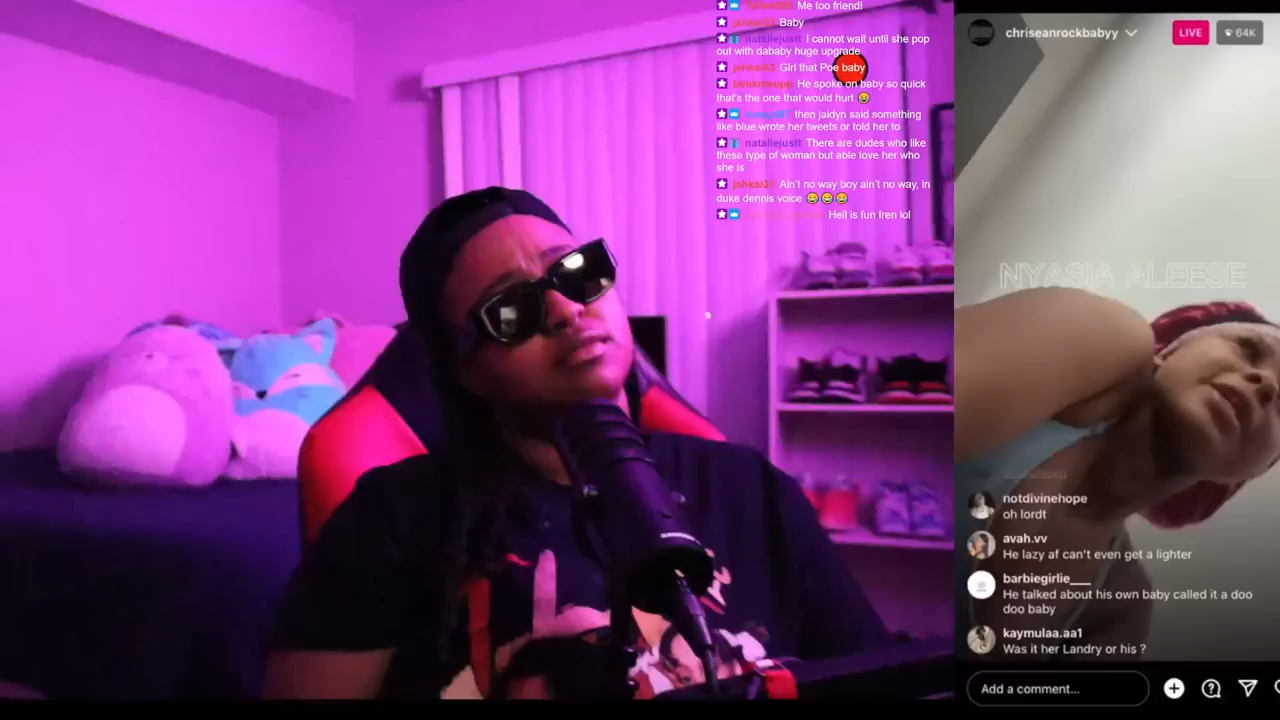 Me too friend!
Baby
nataliejustt I cannot wait until she pop
out with dababy huge upgrade
jahkai23 Girl that Poe baby
He spoke on baby so quick
that's the one that would hurt
then jaidyn said something
like blue wrote her tweets or told her to
nataliejustt There are dudes who like
these type of woman but able love her who
she is
jahkai23 Ain't no way boy ain't no way, in
duke dennis voice
Hell is fun fren lol
chriseanrockbabyy
LIVE
64K
NYASIA ALEESE
notdivinehope
oh lordt
avah.vv
He lazy af can't even get a lighter
barbiegirlie___
He talked about his own baby called it a doo
doo baby
kaymulaa.aa1
Was it her Landry or his ?
Add a comment...